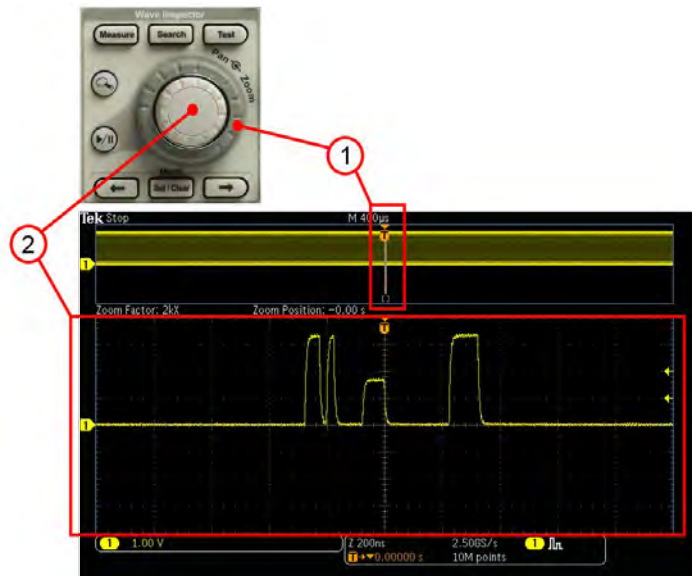 Wave Inspector
Measure Search Test
Pan Zoom
Set / Clear
1
2
Tek Stop
M 400µs
T
1
Zoom Factor: 2kX
Zoom Position: -0.00 s
T
1
1 1.00 V
Z 200ns
2.50GS/s
1
T→▼0.00000 s
10M points